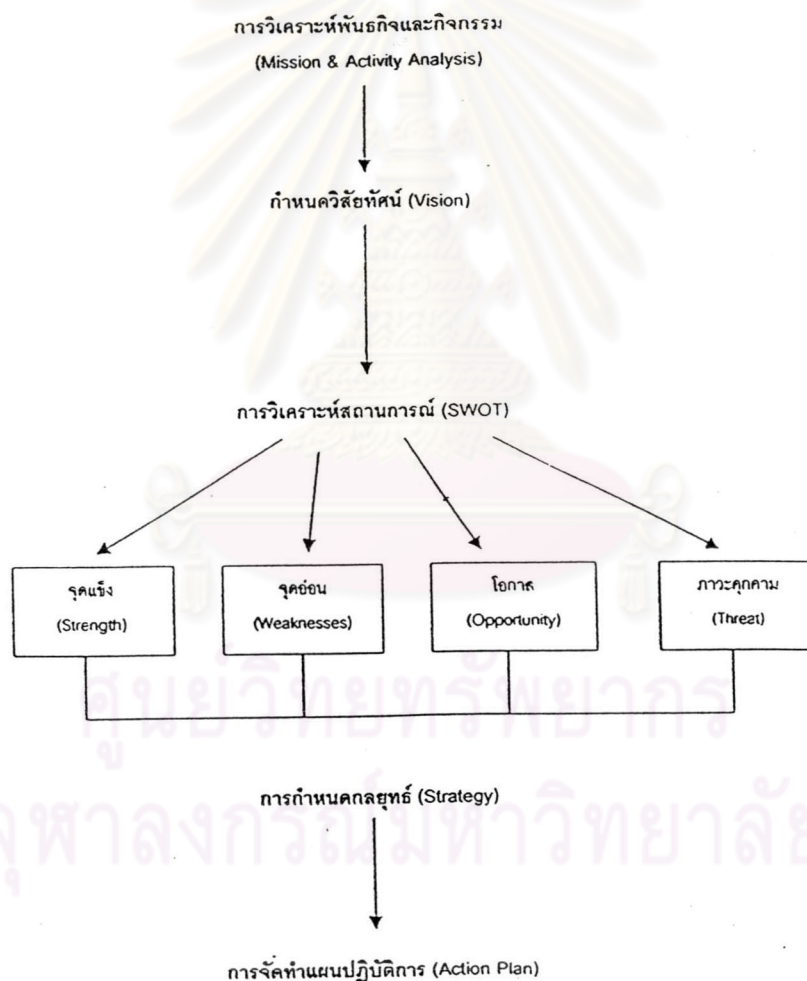 การวิเคราะห์พันธกิจและกิจกรรม
(Mission & Activity Analysis)
กำหนดวิสัยทัศน์ (Vision)
การวิเคราะห์สถานการณ์ (SWOT)
จุดแข็ง
(Strength)
จุดอ่อน
(Weaknesses)
โอกาส
(Opportunity)
ภาวะคุกคาม
(Threat)
ศูนย์วิทยทรัพยากร
การกำหนดกลยุทธ์ (Strategy)
จุฬาลงกรณ์มหาวิทยาลัย
การจัดทำแผนปฏิบัติการ (Action Plan)